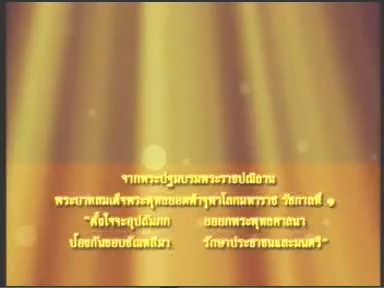 จากพระปฐมบรมพระราชปณิธาน
พระบาทสมเด็จพระพุทธยอดฟ้าจุฬาโลกมหาราช รัชกาลที่ ๑
"ตั้งใจจะอุปถัมภก ยอยกพระพุทธศาสนา
ป้องกันขอบขัณฑสีมา รักษาประชาชนและมนตรี"